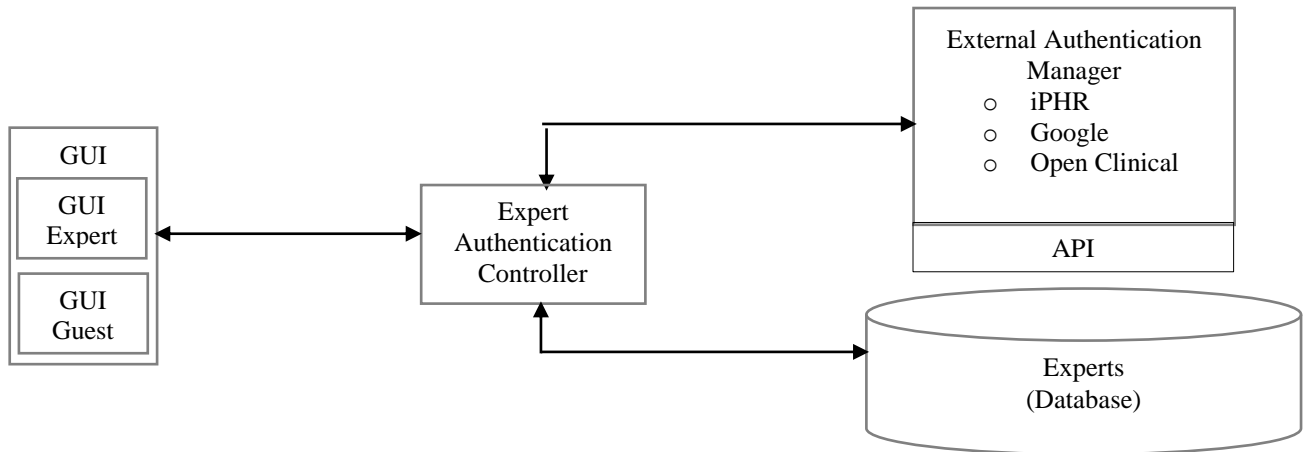 GUI
GUI
Expert
GUI
Guest
Expert
Authentication
Controller
External Authentication
Manager
o iPHR
o Google
o Open Clinical
API
Experts
(Database)